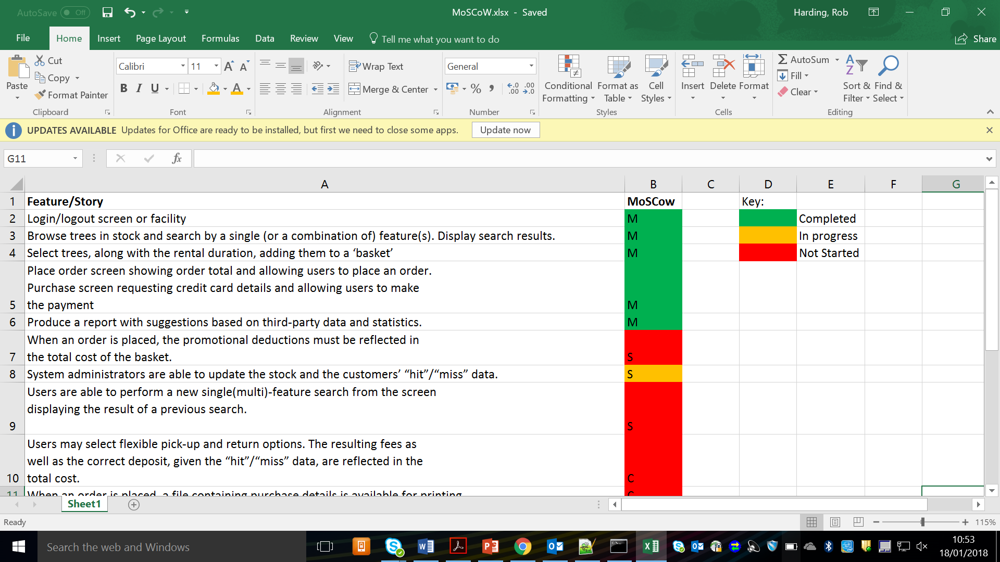 AutoSave Off
MoSCoW.xlsx - Saved
Harding, Rob
File Home Insert Page Layout Formulas Data Review View Tell me what you want to do Share
Paste
Cut
Copy
Format Painter
Clipboard
Calibri 11
B I U
Font
Wrap Text
Merge & Center
Alignment
General
Number
Conditional Formatting
Format as Table
Cell Styles
Styles
Insert Delete Format
Cells
AutoSum
Fill
Clear
Sort & Filter
Find & Select
Editing
UPDATES AVAILABLE Updates for Office are ready to be installed, but first we need to close some apps. Update now
G11 fx
A B C D E F G
1 Feature/Story MoSCow Key:
2 Login/logout screen or facility M Completed
3 Browse trees in stock and search by a single (or a combination of) feature(s). Display search results. M In progress
4 Select trees, along with the rental duration, adding them to a ‘basket’ M Not Started
Place order screen showing order total and allowing users to place an order.
Purchase screen requesting credit card details and allowing users to make
5 the payment M
6 Produce a report with suggestions based on third-party data and statistics. M
When an order is placed, the promotional deductions must be reflected in
7 the total cost of the basket. S
8 System administrators are able to update the stock and the customers’ “hit”/“miss” data. S
Users are able to perform a new single(multi)-feature search from the screen
displaying the result of a previous search.
9 S
Users may select flexible pick-up and return options. The resulting fees as
well as the correct deposit, given the “hit”/“miss” data, are reflected in the
10 total cost. C
11 When an order is placed, a file containing purchase details is available for printing C
Sheet1
Ready
115%
Search the web and Windows
10:53
18/01/2018